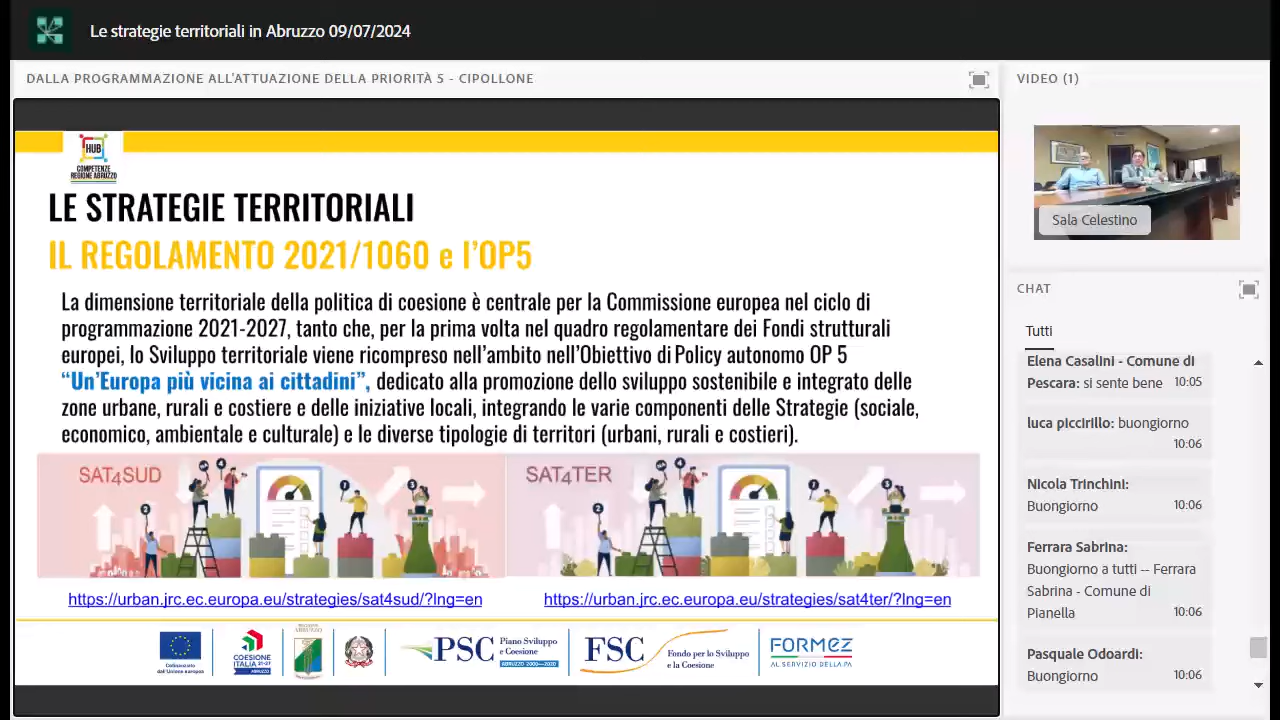 Le strategie territoriali in Abruzzo 09/07/2024
DALLA PROGRAMMAZIONE ALL'ATTUAZIONE DELLA PRIORITÀ 5 - CIPOLLONE
HUB
COMPETENZE
REGIONE ABRUZZO
LE STRATEGIE TERRITORIALI
IL REGOLAMENTO 2021/1060 e l'OP5
La dimensione territoriale della politica di coesione è centrale per la Commissione europea nel ciclo di
programmazione 2021-2027, tanto che, per la prima volta nel quadro regolamentare dei Fondi strutturali
europei, lo Sviluppo territoriale viene ricompreso nell'ambito nell'Obiettivo di Policy autonomo OP 5
“Un'Europa più vicina ai cittadini”, dedicato alla promozione dello sviluppo sostenibile e integrato delle
zone urbane, rurali e costiere e delle iniziative locali, integrando le varie componenti delle Strategie (sociale,
economico, ambientale e culturale) e le diverse tipologie di territori (urbani, rurali e costieri).
SAT4SUD
SAT4TER
https://urban.jrc.ec.europa.eu/strategies/sat4sud/?lng=en
https://urban.jrc.ec.europa.eu/strategies/sat4ter/?lng=en
Cofinanziato
dall'Unione europea
COESIONE
ITALIA 21-27
ABRUZZO
PSC Piano Sviluppo
e Coesione
ABRUZZO 2000-2020
FSC Fondo per lo Sviluppo
e la Coesione
FORMEZ
AL SERVIZIO DELLA PA
VIDEO (1)
Sala Celestino
CHAT
Tutti
Elena Casalini - Comune di
Pescara: si sente bene 10:05
luca piccirillo: buongiorno
10:06
Nicola Trinchini:
Buongiorno 10:06
Ferrara Sabrina:
Buongiorno a tutti -- Ferrara
Sabrina - Comune di
Pianella 10:06
Pasquale Odoardi:
Buongiorno 10:06